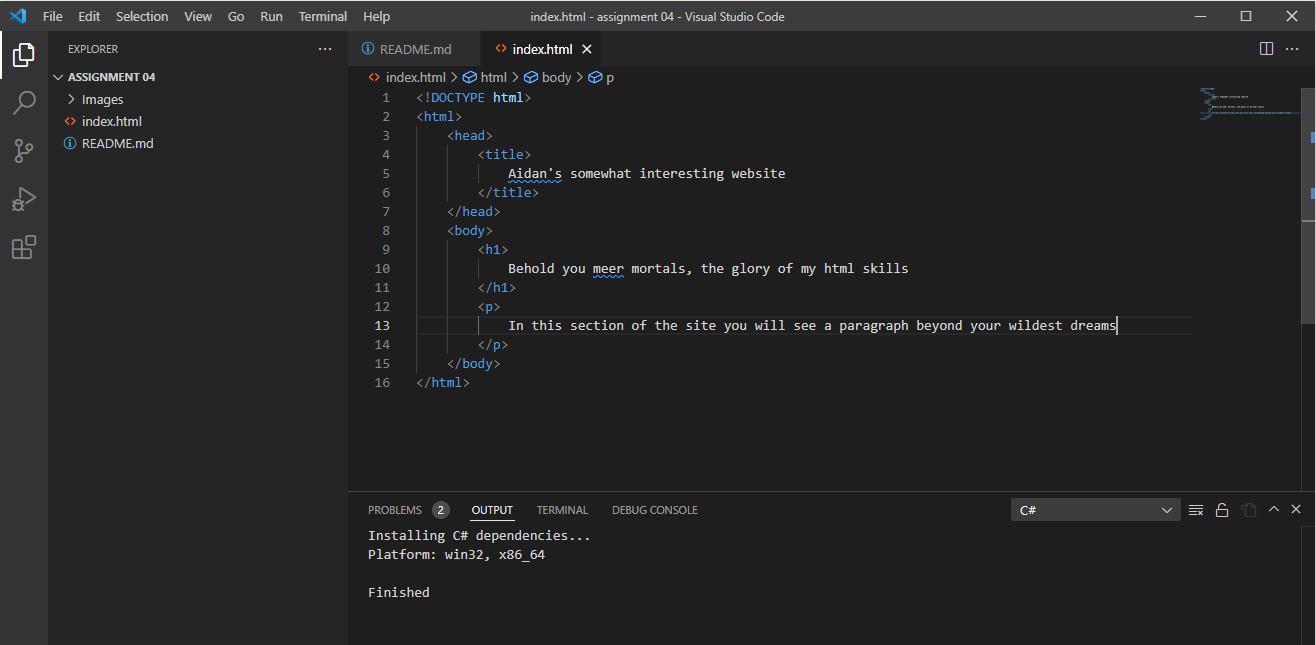 File Edit Selection View Go Run Terminal Help index.html - assignment 04 - Visual Studio Code
EXPLORER
ASSIGNMENT 04
Images
index.html
README.md
README.md index.html
index.html > html > body > p
1 <!DOCTYPE html>
2 <html>
3 <head>
4 <title>
5 Aidan's somewhat interesting website
6 </title>
7 </head>
8 <body>
9 <h1>
10 Behold you meer mortals, the glory of my html skills
11 </h1>
12 <p>
13 In this section of the site you will see a paragraph beyond your wildest dreams
14 </p>
15 </body>
16 </html>
PROBLEMS 2 OUTPUT TERMINAL DEBUG CONSOLE C#
Installing C# dependencies...
Platform: win32, x86_64
Finished